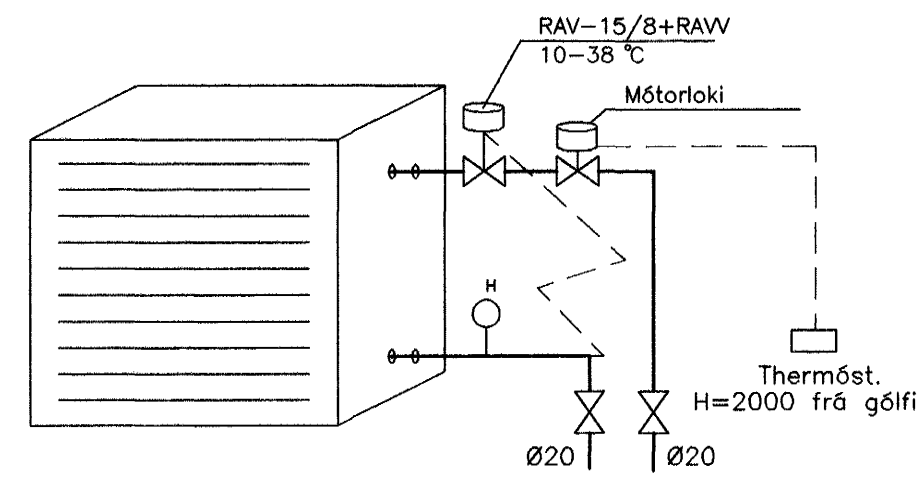 RAV-15/8+RAVV
10-38 °C
Mótorloki
H
Thermóst.
H=2000 frá gólfi
Ø20
Ø20